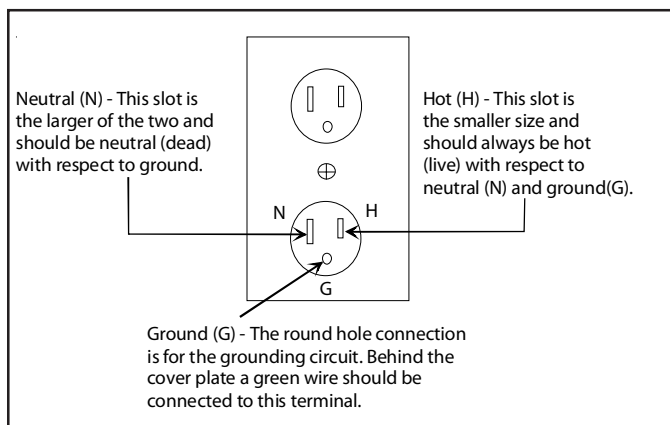 Neutral (N) - This slot is
the larger of the two and
should be neutral (dead)
with respect to ground.
Hot (H) - This slot is
the smaller size and
should always be hot
(live) with respect to
neutral (N) and ground(G).
N
H
G
Ground (G) - The round hole connection
is for the grounding circuit. Behind the
cover plate a green wire should be
connected to this terminal.